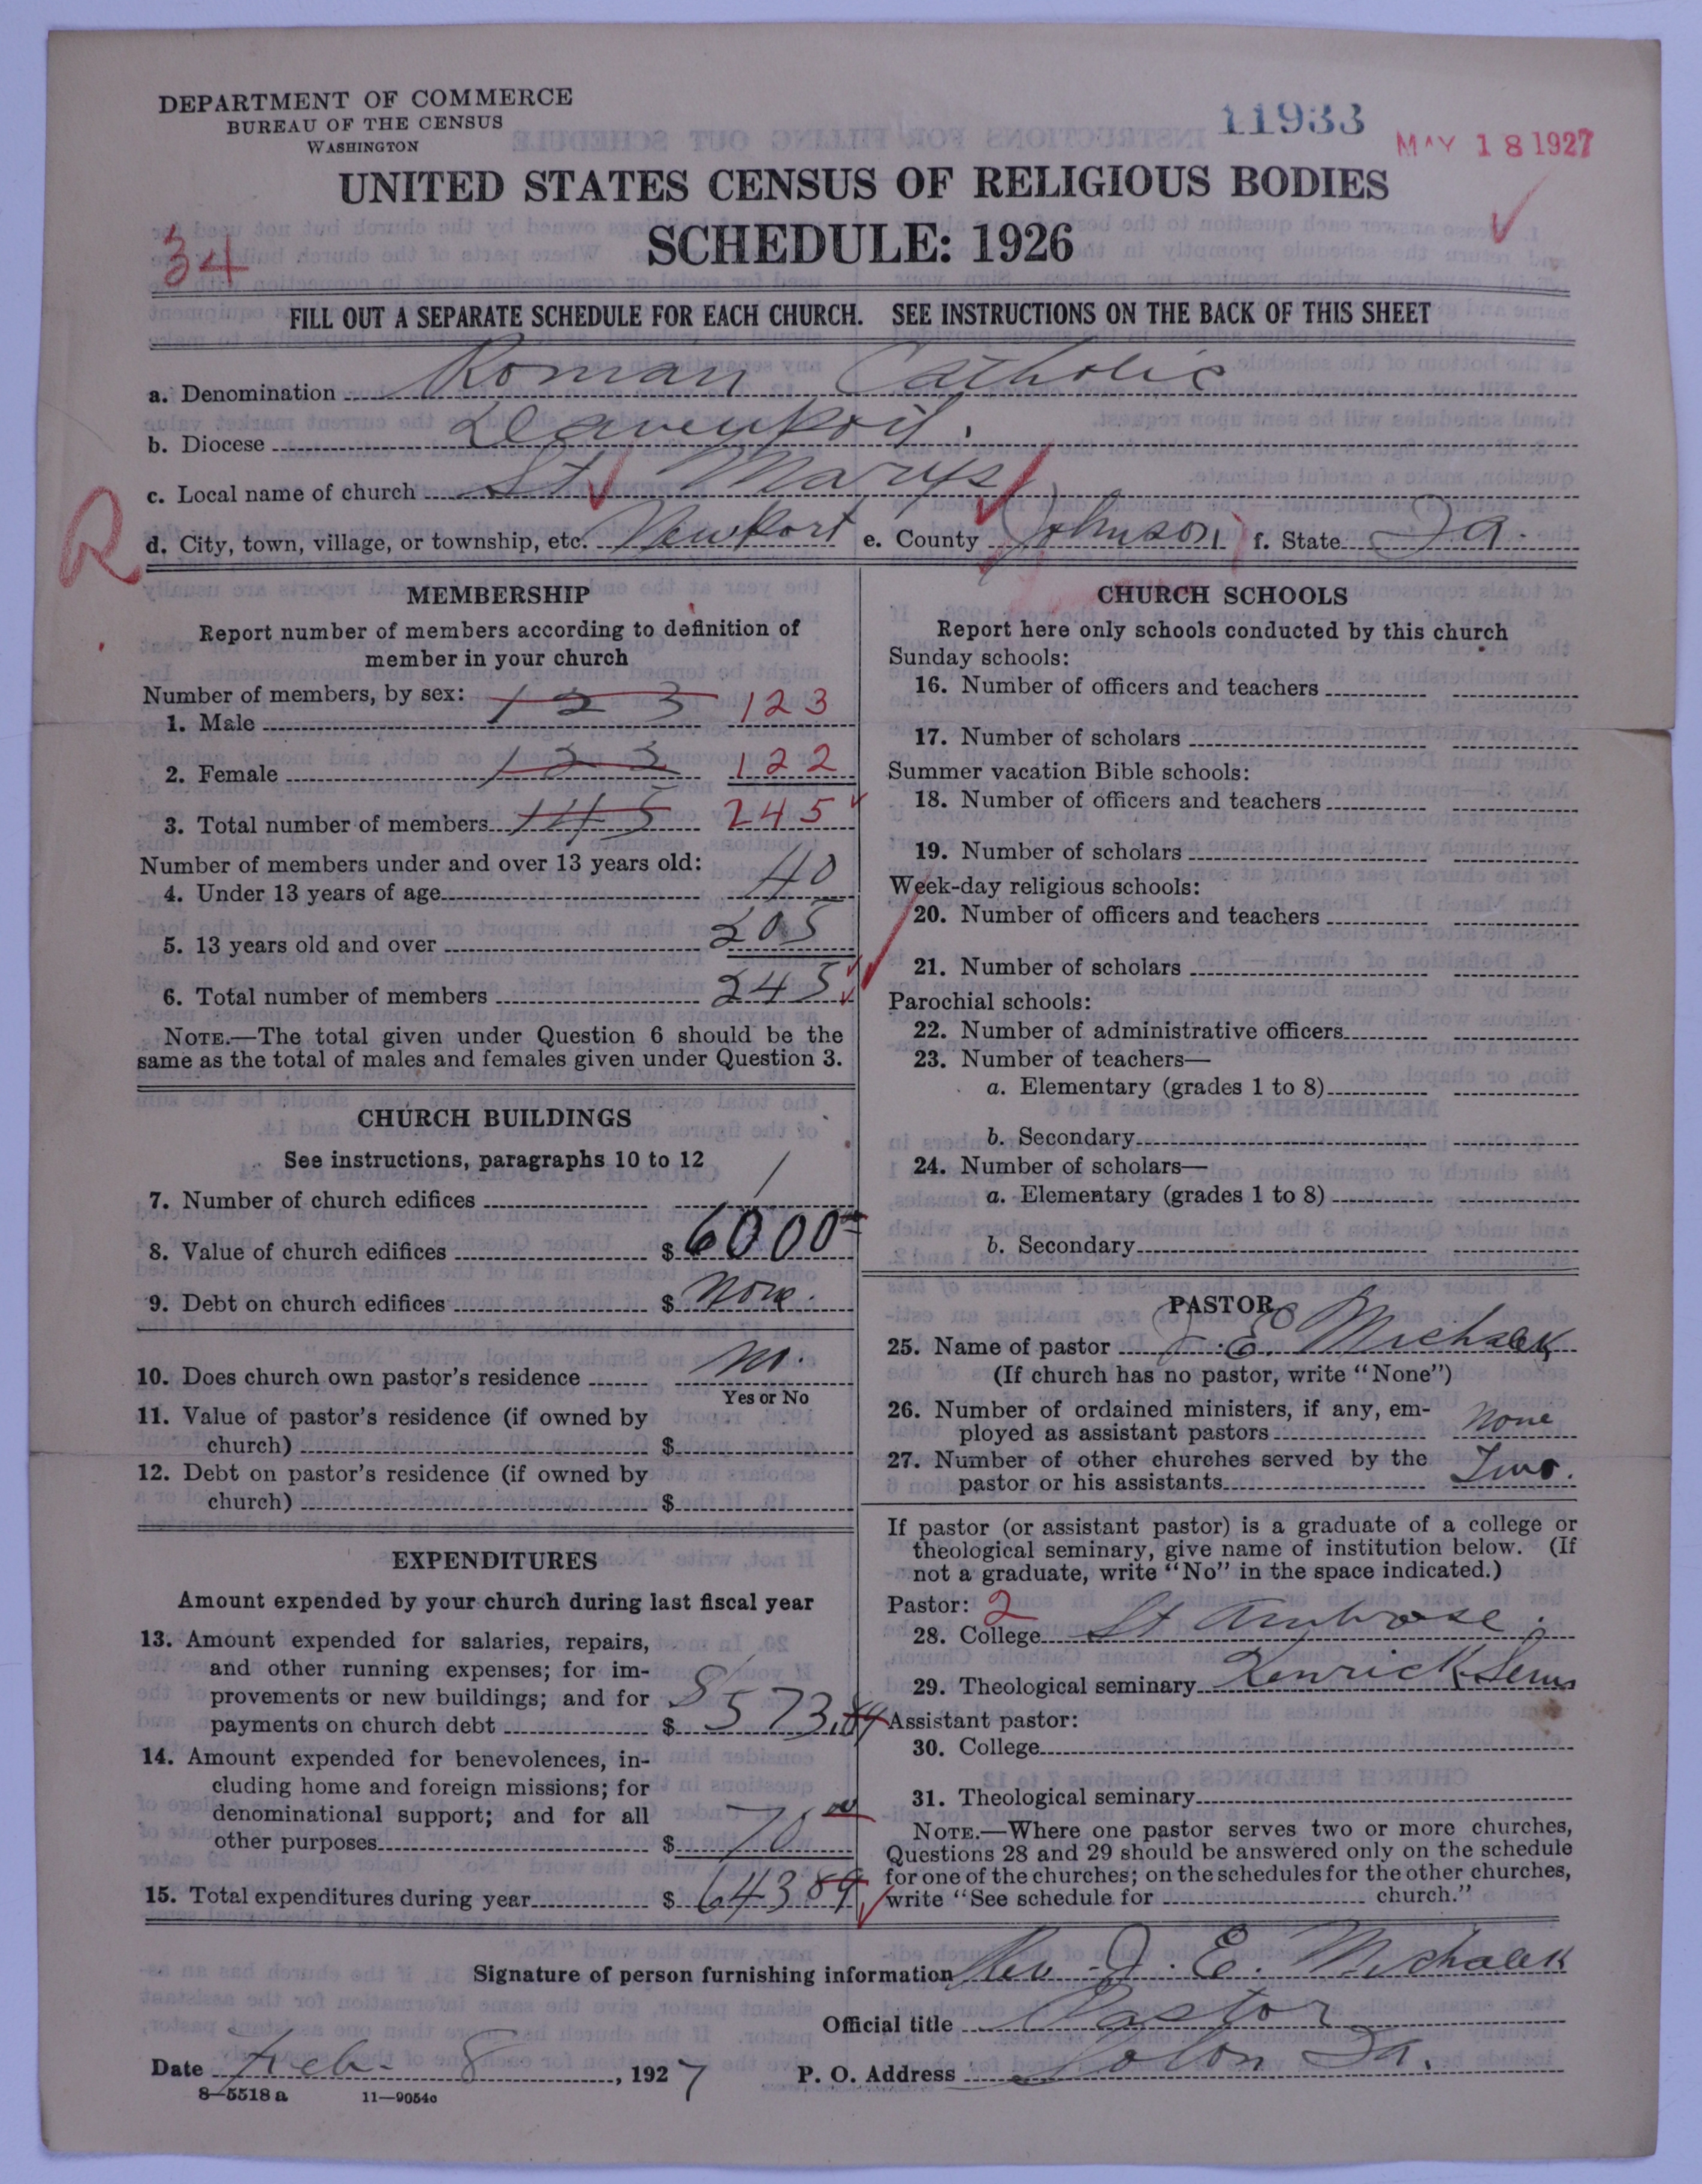 DEPARTMENT OF COMMERCE
BUREAU OF THE CENSUS
WASHINGTON
11933
MAY 18 1927
UNITED STATES CENSUS OF RELIGIOUS BODIES
SCHEDULE: 1926
34
FILL OUT A SEPARATE SCHEDULE FOR EACH CHURCH. SEE INSTRUCTIONS ON THE BACK OF THIS SHEET
a. Denomination Roman Catholic
b. Diocese Davenport.
c. Local name of church St Marys
R
d. City, town, village, or township, etc. Newport e. County Johnson f. State Ia.
MEMBERSHIP
Report number of members according to definition of
member in your church
Number of members, by sex:
1. Male 123 123
2. Female 122 122
3. Total number of members 145 245
Number of members under and over 13 years old:
4. Under 13 years of age 40
5. 13 years old and over 205
6. Total number of members 245
NOTE.—The total given under Question 6 should be the
same as the total of males and females given under Question 3.
CHURCH BUILDINGS
See instructions, paragraphs 10 to 12
7. Number of church edifices 1
8. Value of church edifices $ 6000
9. Debt on church edifices $ None.
10. Does church own pastor's residence No.
Yes or No
11. Value of pastor's residence (if owned by
church) $
12. Debt on pastor's residence (if owned by
church) $
EXPENDITURES
Amount expended by your church during last fiscal year
13. Amount expended for salaries, repairs,
and other running expenses; for im-
provements or new buildings; and for
payments on church debt $ 573.89
14. Amount expended for benevolences, in-
cluding home and foreign missions; for
denominational support; and for all
other purposes $ 70 00
15. Total expenditures during year $ 643 89
CHURCH SCHOOLS
Report here only schools conducted by this church
Sunday schools:
16. Number of officers and teachers
17. Number of scholars
Summer vacation Bible schools:
18. Number of officers and teachers
19. Number of scholars
Week-day religious schools:
20. Number of officers and teachers
21. Number of scholars
Parochial schools:
22. Number of administrative officers
23. Number of teachers—
a. Elementary (grades 1 to 8)
b. Secondary
24. Number of scholars—
a. Elementary (grades 1 to 8)
b. Secondary
PASTOR
25. Name of pastor J. E. Michalek
(If church has no pastor, write "None")
26. Number of ordained ministers, if any, em-
ployed as assistant pastors None
27. Number of other churches served by the
pastor or his assistants Two.
If pastor (or assistant pastor) is a graduate of a college or
theological seminary, give name of institution below. (If
not a graduate, write "No" in the space indicated.)
Pastor: 2
28. College St Ambrose.
29. Theological seminary Kenrick Sem
Assistant pastor:
30. College
31. Theological seminary
NOTE.—Where one pastor serves two or more churches,
Questions 28 and 29 should be answered only on the schedule
for one of the churches; on the schedules for the other churches,
write "See schedule for church."
Signature of person furnishing information Rev. J. E. Michalek
Official title Pastor
Date Feb. 8, 1927 P. O. Address Solon Ia.
8—5518 a 11—9054c